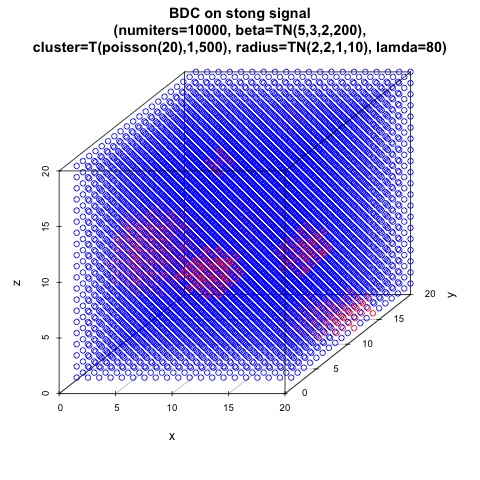 BDC on stong signal
(numiters=10000, beta=TN(5,3,2,200),
cluster=T(poisson(20),1,500), radius=TN(2,2,1,10), lamda=80)
20
15
z
10
5
0
0 5 10 15 20
x
0
5
10
15
20
y